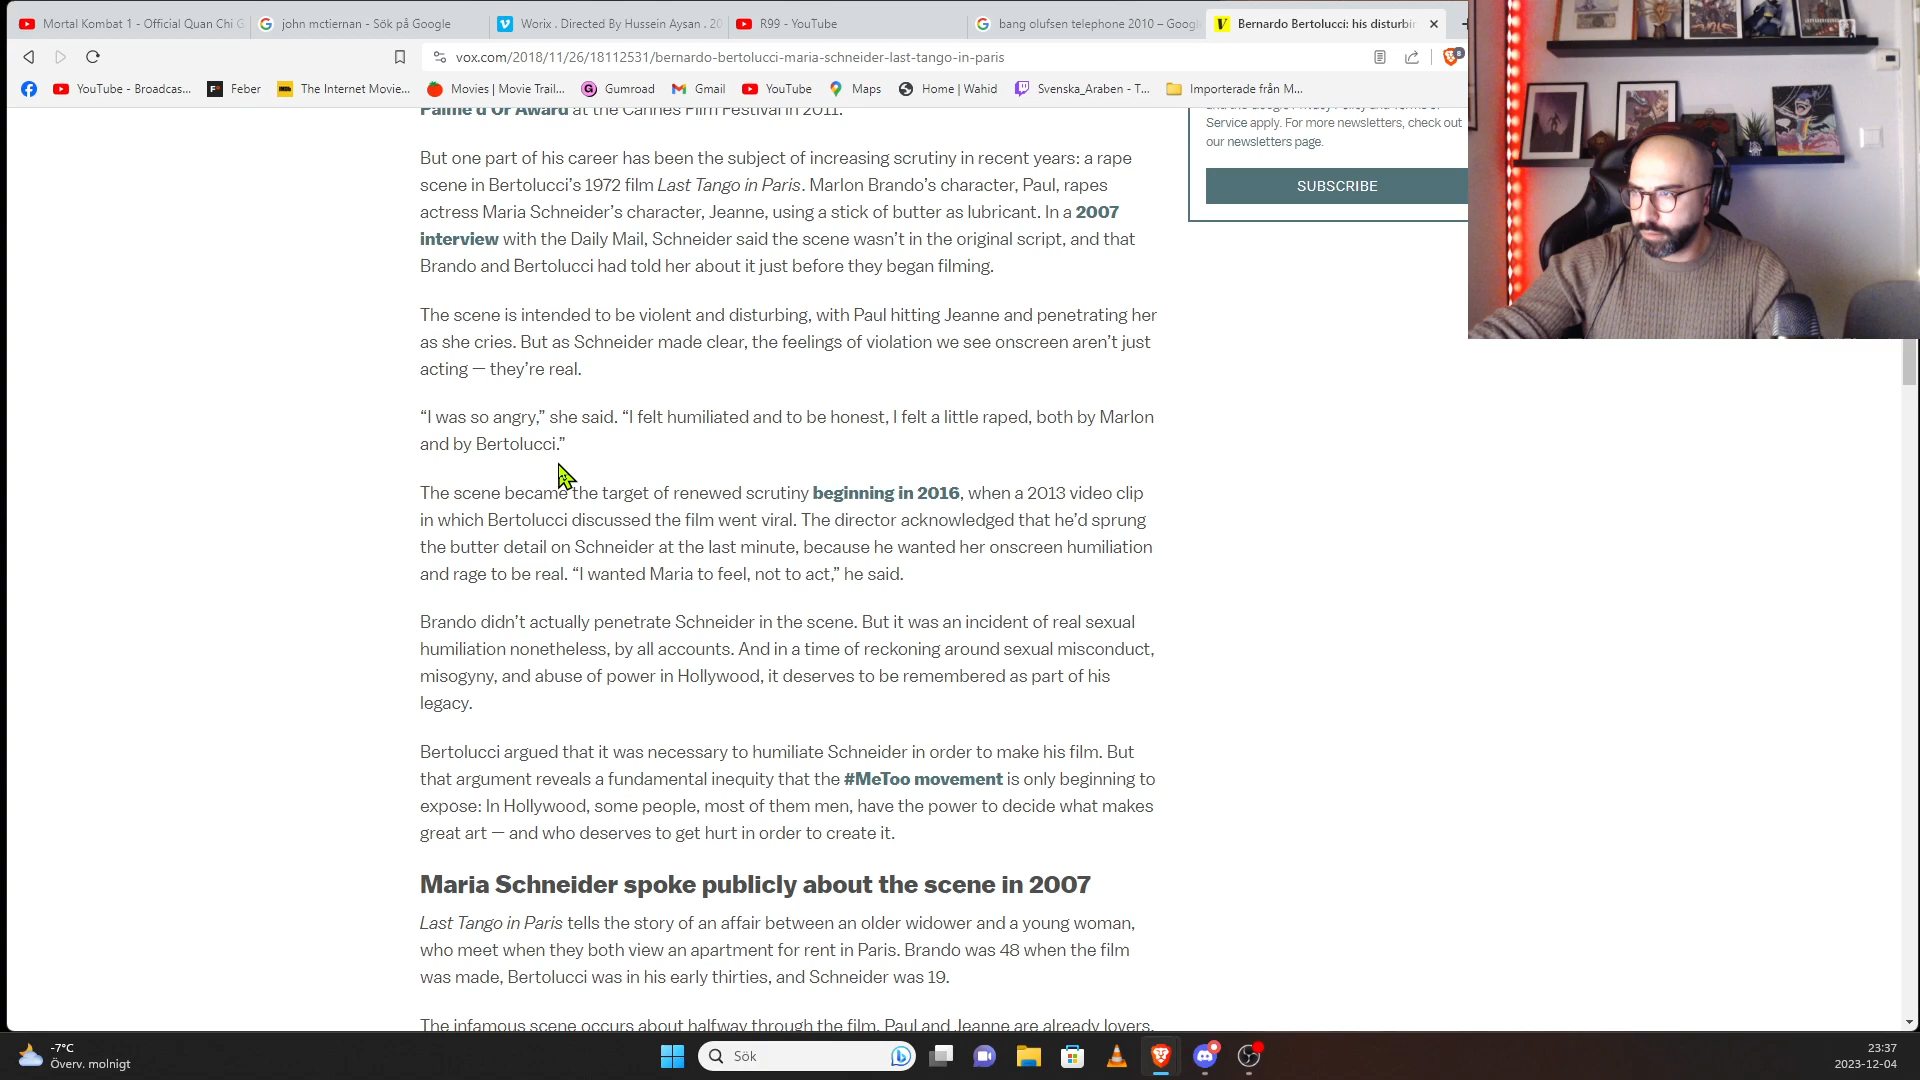 Mortal Kombat 1 - Official Quan Chi G
john mctiernan - Sök på Google
Worix . Directed By Hussein Aysan . 20
R99 - YouTube
bang olufsen telephone 2010 – Google
Bernardo Bertolucci: his disturbin
vox.com/2018/11/26/18112531/bernardo-bertolucci-maria-schneider-last-tango-in-paris
YouTube - Broadcas...
Feber
The Internet Movie...
Movies | Movie Trail...
Gumroad
Gmail
YouTube
Maps
Home | Wahid
Svenska_Araben - T...
Importerade från M...
Palme d'Or Award at the Cannes Film Festival in 2011.
But one part of his career has been the subject of increasing scrutiny in recent years: a rape
scene in Bertolucci's 1972 film Last Tango in Paris. Marlon Brando's character, Paul, rapes
actress Maria Schneider's character, Jeanne, using a stick of butter as lubricant. In a 2007
interview with the Daily Mail, Schneider said the scene wasn't in the original script, and that
Brando and Bertolucci had told her about it just before they began filming.
The scene is intended to be violent and disturbing, with Paul hitting Jeanne and penetrating her
as she cries. But as Schneider made clear, the feelings of violation we see onscreen aren't just
acting — they're real.
“I was so angry,” she said. “I felt humiliated and to be honest, I felt a little raped, both by Marlon
and by Bertolucci.”
The scene became the target of renewed scrutiny beginning in 2016, when a 2013 video clip
in which Bertolucci discussed the film went viral. The director acknowledged that he'd sprung
the butter detail on Schneider at the last minute, because he wanted her onscreen humiliation
and rage to be real. “I wanted Maria to feel, not to act,” he said.
Brando didn't actually penetrate Schneider in the scene. But it was an incident of real sexual
humiliation nonetheless, by all accounts. And in a time of reckoning around sexual misconduct,
misogyny, and abuse of power in Hollywood, it deserves to be remembered as part of his
legacy.
Bertolucci argued that it was necessary to humiliate Schneider in order to make his film. But
that argument reveals a fundamental inequity that the #MeToo movement is only beginning to
expose: In Hollywood, some people, most of them men, have the power to decide what makes
great art — and who deserves to get hurt in order to create it.
Maria Schneider spoke publicly about the scene in 2007
Last Tango in Paris tells the story of an affair between an older widower and a young woman,
who meet when they both view an apartment for rent in Paris. Brando was 48 when the film
was made, Bertolucci was in his early thirties, and Schneider was 19.
The infamous scene occurs about halfway through the film. Paul and Jeanne are already lovers,
and the Google Privacy Policy and Terms of
Service apply. For more newsletters, check out
our newsletters page.
SUBSCRIBE
-7°C
Överv. molnigt
Sök
23:37
2023-12-04